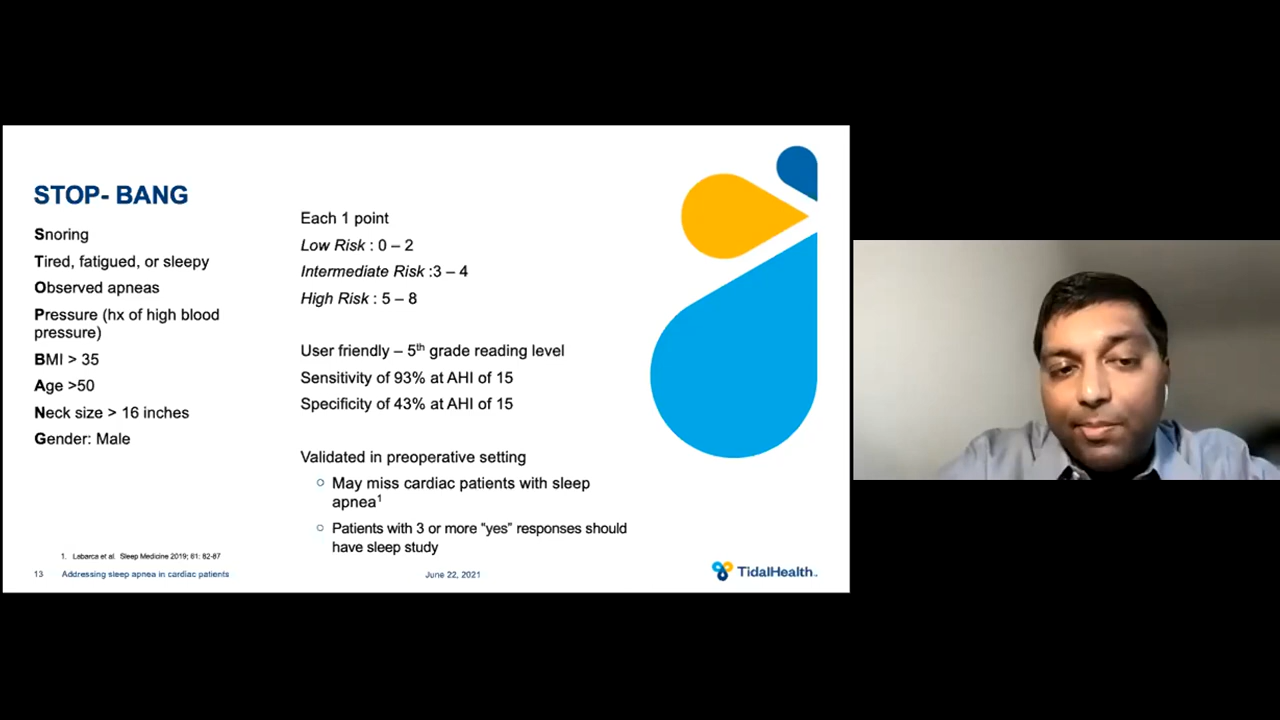 STOP- BANG
Snoring
Tired, fatigued, or sleepy
Observed apneas
Pressure (hx of high blood
pressure)
BMI > 35
Age >50
Neck size > 16 inches
Gender: Male
Each 1 point
Low Risk : 0 – 2
Intermediate Risk :3 – 4
High Risk : 5 – 8
User friendly – 5th grade reading level
Sensitivity of 93% at AHI of 15
Specificity of 43% at AHI of 15
Validated in preoperative setting
May miss cardiac patients with sleep
apnea1
Patients with 3 or more “yes” responses should
have sleep study
1. Labarca et al. Sleep Medicine 2019; 61: 82-87
13 Addressing sleep apnea in cardiac patients
June 22, 2021
TidalHealth